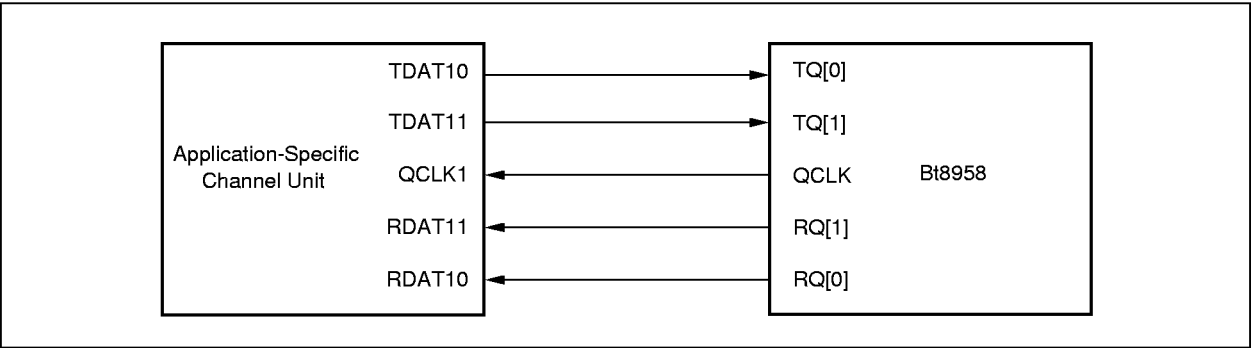 TDAT10
TDAT11
Application-Specific
Channel Unit
QCLK1
RDAT11
RDAT10
TQ[0]
TQ[1]
QCLK
Bt8958
RQ[1]
RQ[0]